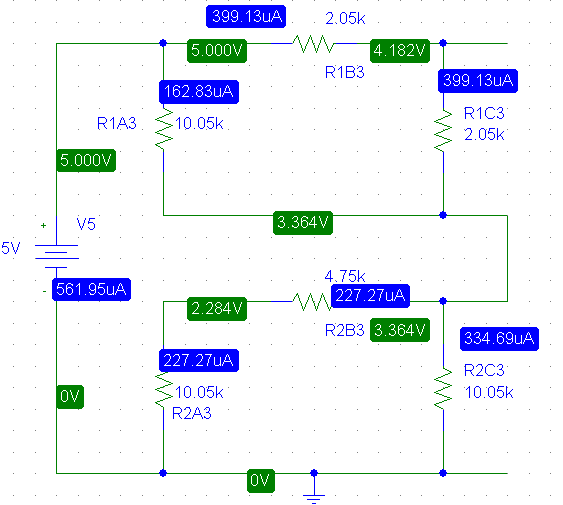 399.13uA
2.05k
5.000V
4.182V
R1B3
399.13uA
162.83uA
R1C3
R1A3
10.05k
2.05k
5.000V
3.364V
+
V5
5V
4.75k
-
561.95uA
227.27uA
2.284V
R2B3
3.364V
334.69uA
227.27uA
R2C3
10.05k
10.05k
0V
R2A3
0V